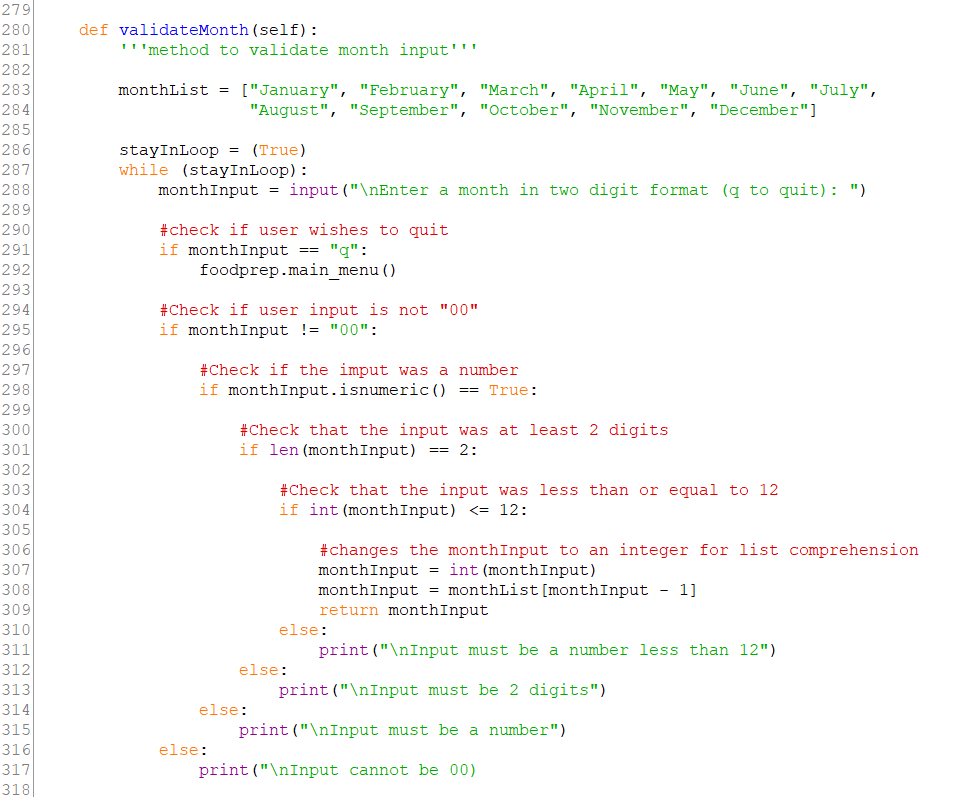 279
280 def validateMonth(self):
281 '''method to validate month input'''
282
283 monthList = ["January", "February", "March", "April", "May", "June", "July",
284 "August", "September", "October", "November", "December"]
285
286 stayInLoop = (True)
287 while (stayInLoop):
288 monthInput = input("\nEnter a month in two digit format (q to quit): ")
289
290 #check if user wishes to quit
291 if monthInput == "q":
292 foodprep.main_menu()
293
294 #Check if user input is not "00"
295 if monthInput != "00":
296
297 #Check if the imput was a number
298 if monthInput.isnumeric() == True:
299
300 #Check that the input was at least 2 digits
301 if len(monthInput) == 2:
302
303 #Check that the input was less than or equal to 12
304 if int(monthInput) <= 12:
305
306 #changes the monthInput to an integer for list comprehension
307 monthInput = int(monthInput)
308 monthInput = monthList[monthInput - 1]
309 return monthInput
310 else:
311 print("\nInput must be a number less than 12")
312 else:
313 print("\nInput must be 2 digits")
314 else:
315 print("\nInput must be a number")
316 else:
317 print("\nInput cannot be 00)
318